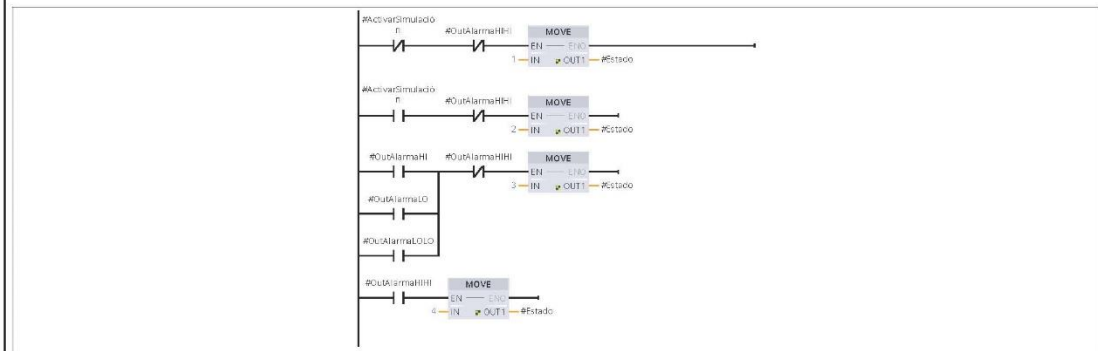 #ActivarSimulació
n
#OutAlarmaHIHI
MOVE
EN
ENO
1
IN
OUT1
#Estado
#ActivarSimulació
n
#OutAlarmaHIHI
MOVE
EN
ENO
2
IN
OUT1
#Estado
#OutAlarmaHI
#OutAlarmaHIHI
MOVE
EN
ENO
3
IN
OUT1
#Estado
#OutAlarmaLO
#OutAlarmaLOLO
#OutAlarmaHIHI
MOVE
EN
ENO
4
IN
OUT1
#Estado